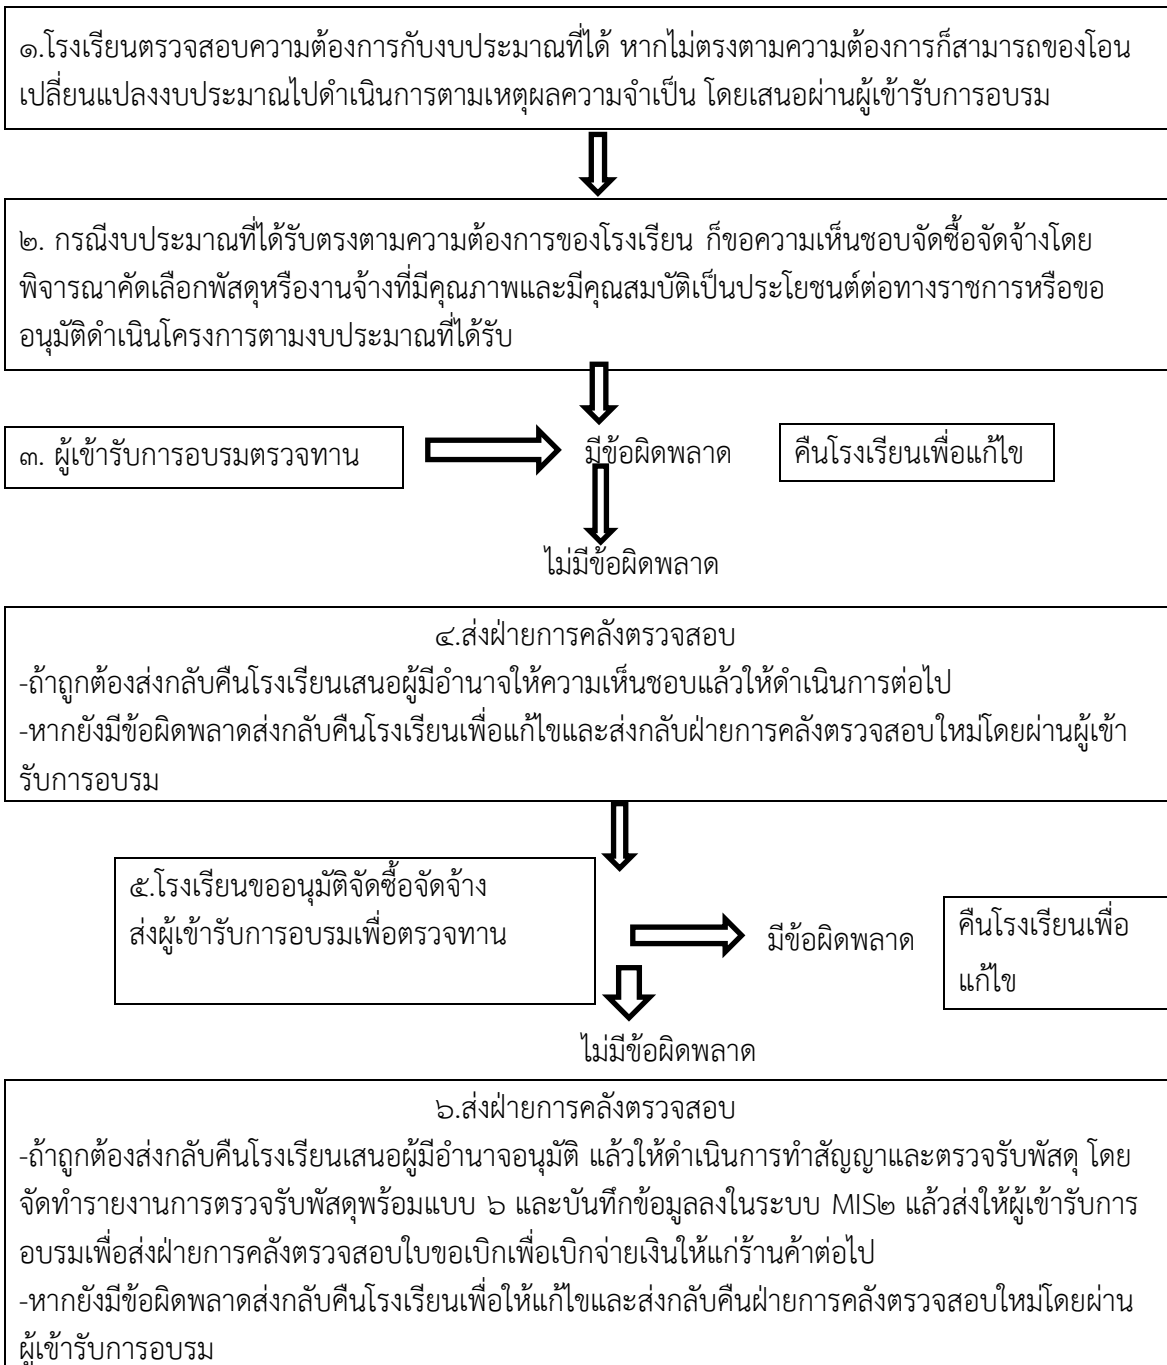 ๑.โรงเรียนตรวจสอบความต้องการกับงบประมาณที่ได้ หากไม่ตรงตามความต้องการก็สามารถของโอน
เปลี่ยนแปลงงบประมาณไปดำเนินการตามเหตุผลความจำเป็น โดยเสนอผ่านผู้เข้ารับการอบรม
๒. กรณีงบประมาณที่ได้รับตรงตามความต้องการของโรงเรียน ก็ขอความเห็นชอบจัดซื้อจัดจ้างโดย
พิจารณาคัดเลือกพัสดุหรืองานจ้างที่มีคุณภาพและมีคุณสมบัติเป็นประโยชนต์ต่อทางราชการหรือขอ
อนุมัติดำเนินโครงการตามงบประมาณที่ได้รับ
๓. ผู้เข้ารับการอบรมตรวจทาน
มีข้อผิดพลาด
คืนโรงเรียนเพื่อแก้ไข
ไม่มีข้อผิดพลาด
๔.ส่งฝ่ายการคลังตรวจสอบ
-ถ้าถูกต้องส่งกลับคืนโรงเรียนเสนอผู้มีอำนาจให้ความเห็นชอบแล้วให้ดำเนินการต่อไป
-หากยังมีข้อผิดพลาดส่งกลับคืนโรงเรียนเพื่อแก้ไขและส่งกลับฝ่ายการคลังตรวจสอบใหม่โดยผ่านผู้เข้า
รับการอบรม
๕.โรงเรียนขออนุมัติจัดซื้อจัดจ้าง
ส่งผู้เข้ารับการอบรมเพื่อตรวจทาน
มีข้อผิดพลาด
คืนโรงเรียนเพื่อ
แก้ไข
ไม่มีข้อผิดพลาด
๖.ส่งฝ่ายการคลังตรวจสอบ
-ถ้าถูกต้องส่งกลับคืนโรงเรียนเสนอผู้มีอำนาจอนุมัติ แล้วให้ดำเนินการทำสัญญาและตรวจรับพัสดุ โดย
จัดทำรายงานการตรวจรับพัสดุพร้อมแบบ ๖ และบันทึกข้อมูลลงในระบบ MIS๒ แล้วส่งให้ผู้เข้ารับการ
อบรมเพื่อส่งฝ่ายการคลังตรวจสอบใบขอเบิกเพื่อเบิกจ่ายเงินให้แก่ร้านค้าต่อไป
-หากยังมีข้อผิดพลาดส่งกลับคืนโรงเรียนเพื่อให้แก้ไขและส่งกลับคืนฝ่ายการคลังตรวจสอบใหม่โดยผ่าน
ผู้เข้ารับการอบรม